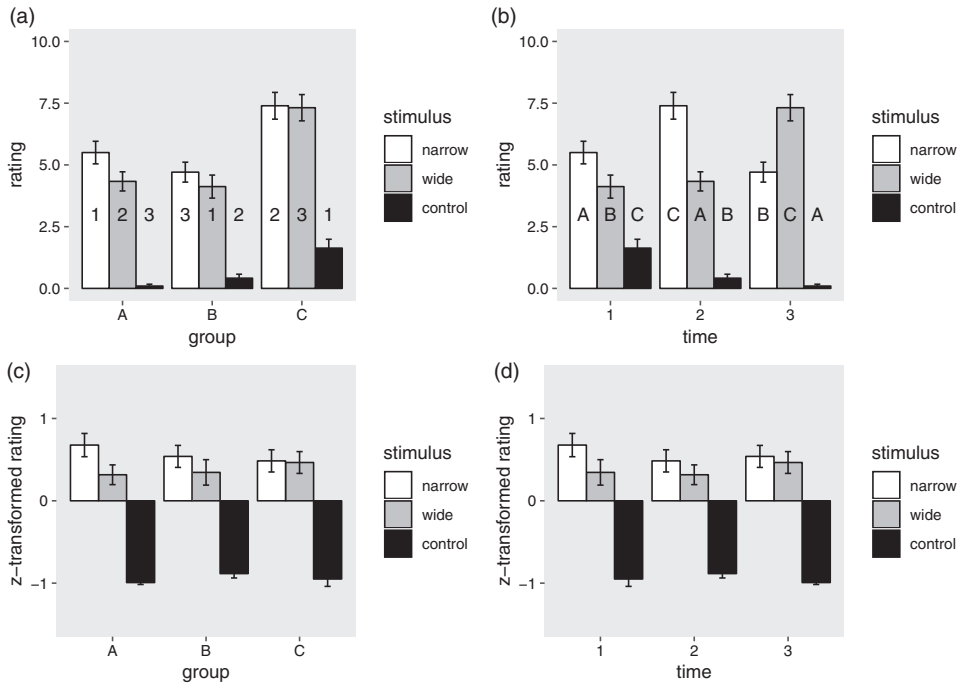 (a)
10.0
7.5
5.0
2.5
0.0
rating
1 2 3 3 1 2 2 3 1
A B C
group
stimulus
narrow
wide
control
(b)
10.0
7.5
5.0
2.5
0.0
rating
A B C C A B B C A
1 2 3
time
stimulus
narrow
wide
control
(c)
1
0
−1
z−transformed rating
A B C
group
stimulus
narrow
wide
control
(d)
1
0
−1
z−transformed rating
1 2 3
time
stimulus
narrow
wide
control